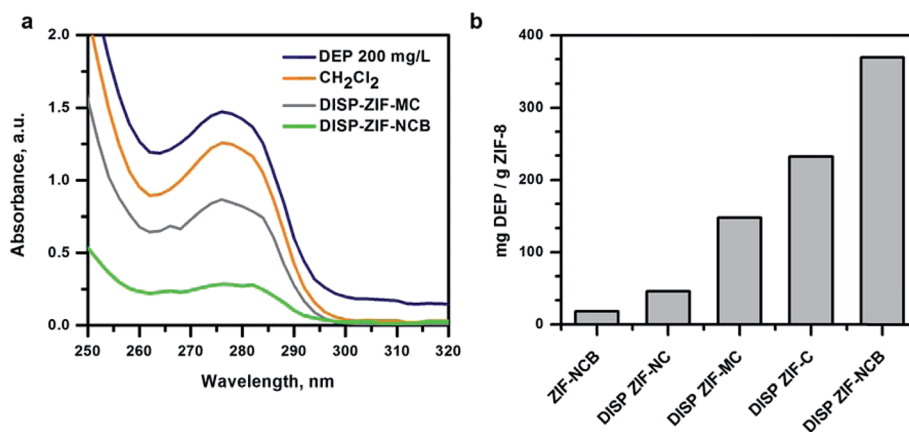 a
2.0
1.5
1.0
0.5
0.0
Absorbance, a.u.
DEP 200 mg/L
CH2Cl2
DISP-ZIF-MC
DISP-ZIF-NCB
250 260 270 280 290 300 310 320
Wavelength, nm
b
400
300
200
100
0
mg DEP / g ZIF-8
ZIF-NCB
DISP ZIF-NC
DISP ZIF-MC
DISP ZIF-C
DISP ZIF-NCB